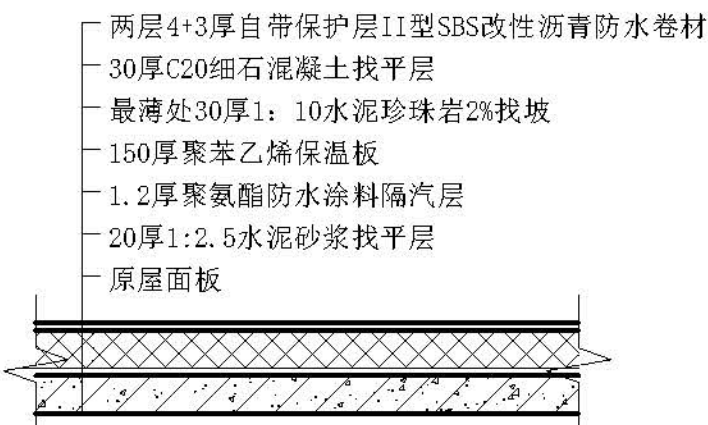 两层4+3厚自带保护层II型SBS改性沥青防水卷材
30厚C20细石混凝土找平层
最薄处30厚1：10水泥珍珠岩2%找坡
150厚聚苯乙烯保温板
1.2厚聚氨酯防水涂料隔汽层
20厚1:2.5水泥砂浆找平层
原屋面板